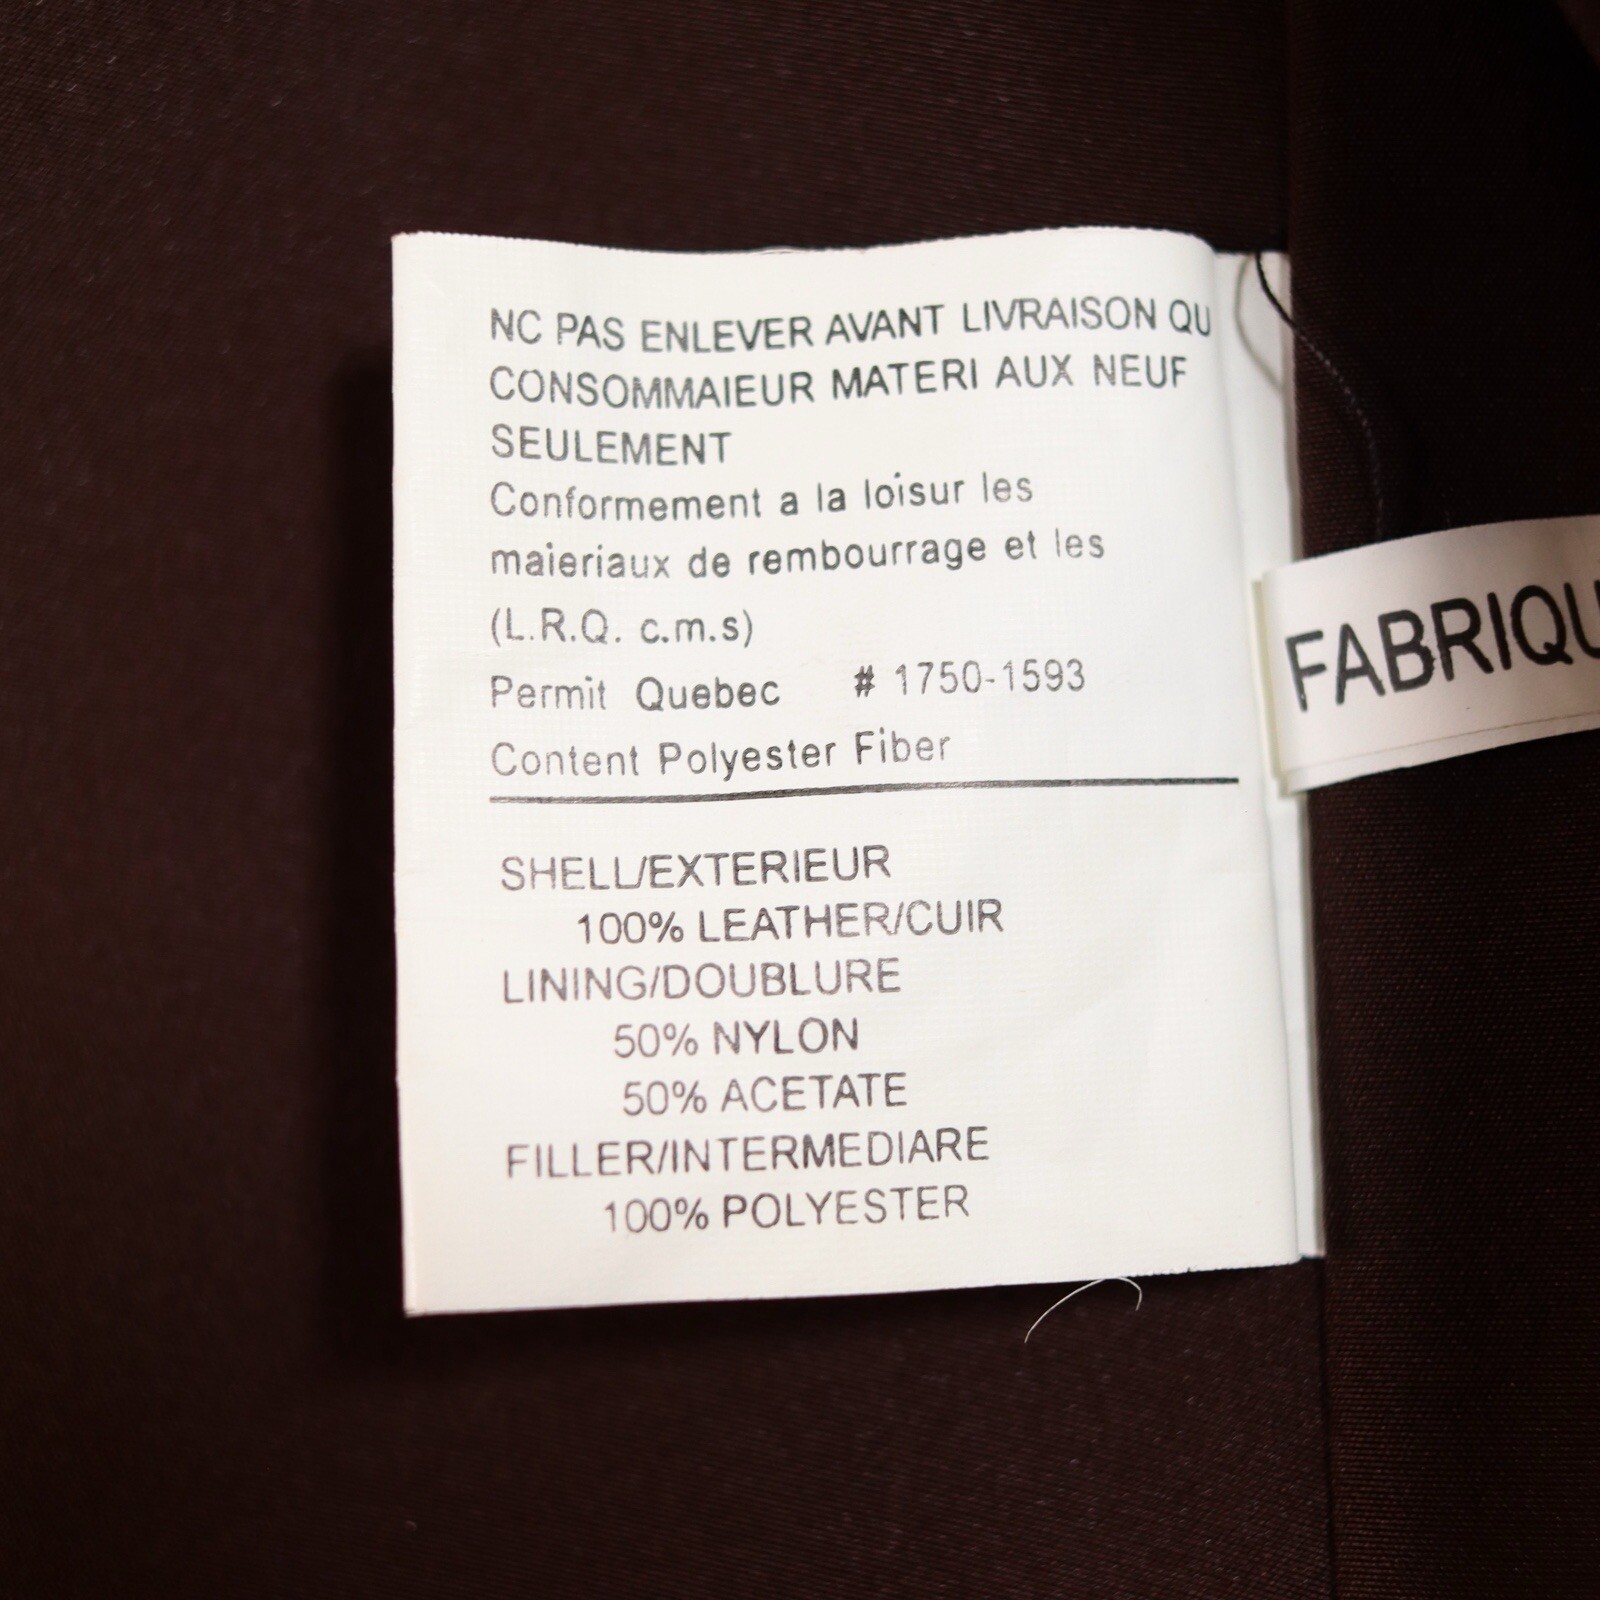 NC PAS ENLEVER AVANT LIVRAISON QU
CONSOMMAIEUR MATERI AUX NEUF
SEULEMENT
Conformement a la loisur les
maieriaux de rembourrage et les
(L.R.Q. c.m.s)
Permit Quebec # 1750-1593
Content Polyester Fiber
SHELL/EXTERIEUR
100% LEATHER/CUIR
LINING/DOUBLURE
50% NYLON
50% ACETATE
FILLER/INTERMEDIARE
100% POLYESTER
FABRIQU